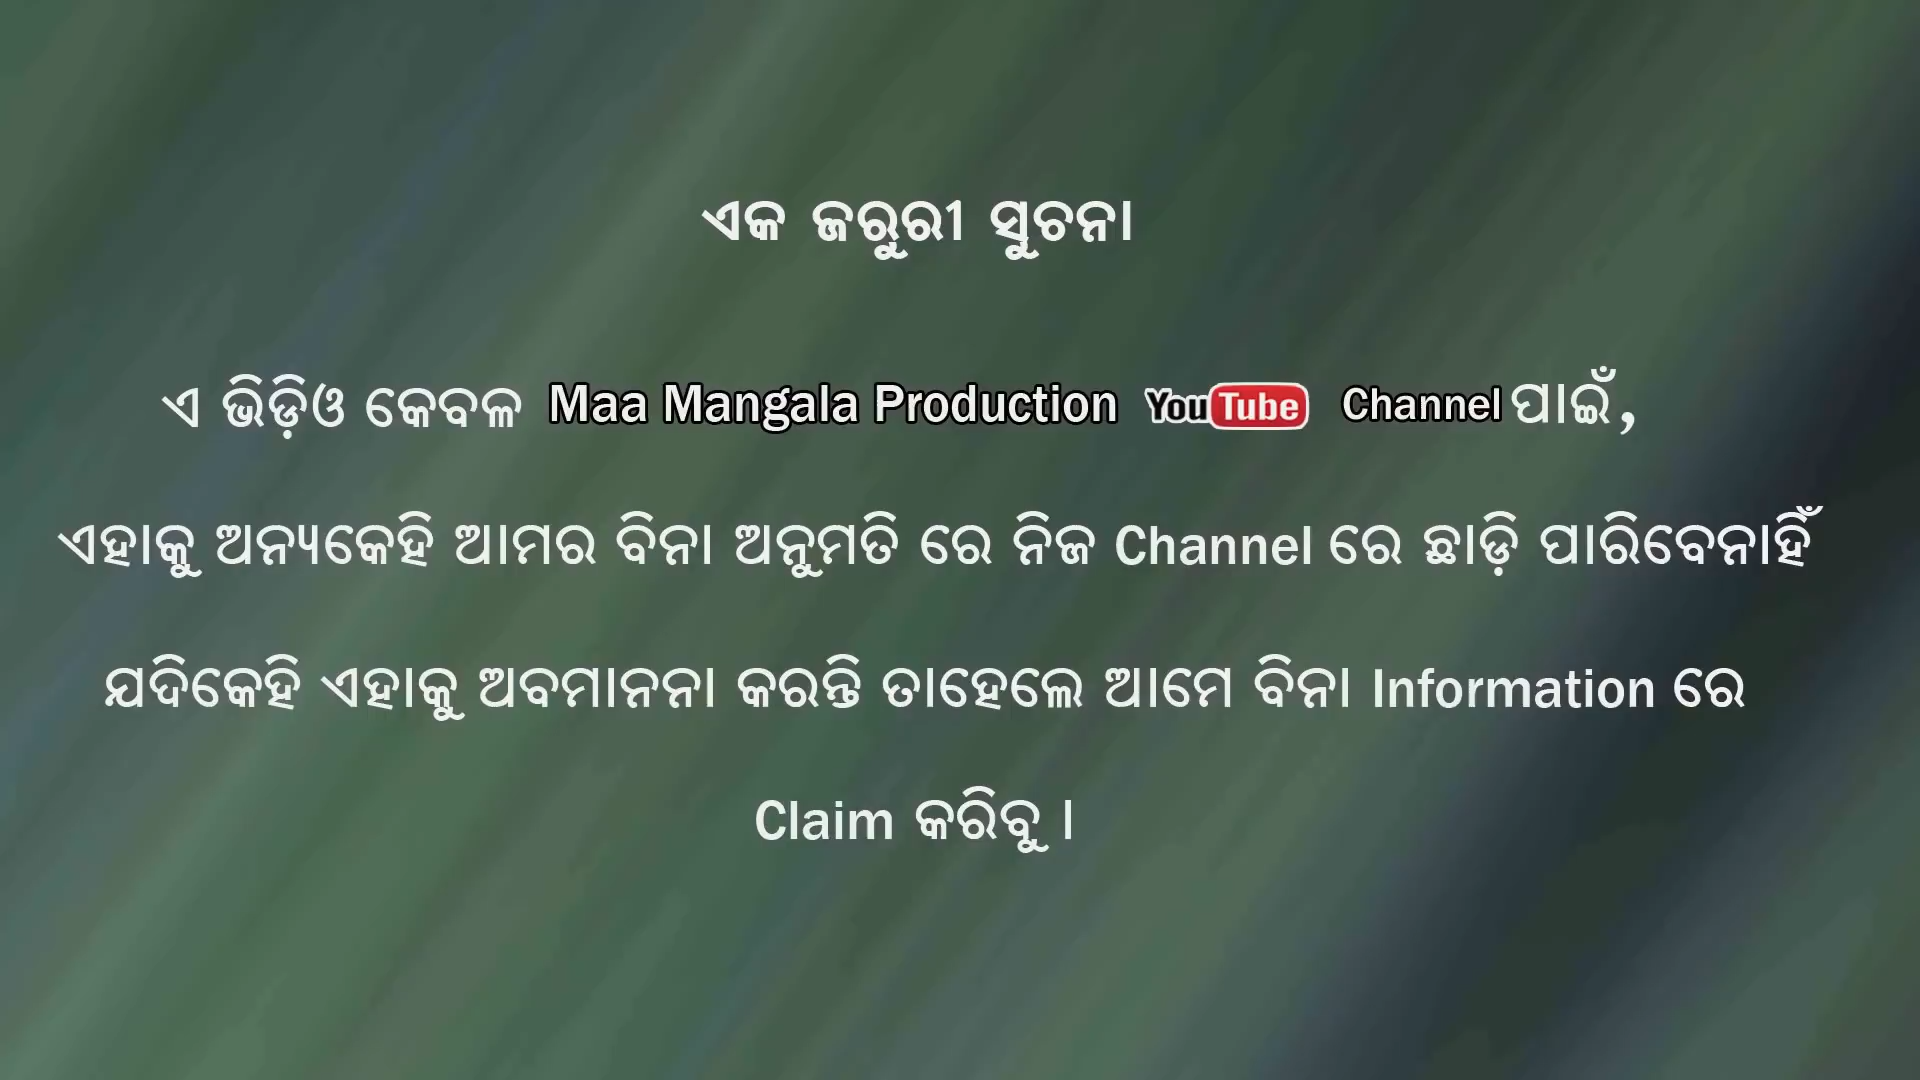 ଏକ ଜରୁରୀ ସୁଚନା
ଏ ଭିଡ଼ିଓ କେବଳ Maa Mangala Production YouTube Channel ପାଇଁ,
ଏହାକୁ ଅନ୍ୟକେହି ଆମର ବିନା ଅନୁମତି ରେ ନିଜ Channel ରେ ଛାଡ଼ି ପାରିବେନାହିଁ
ଯଦିକେହି ଏହାକୁ ଅବମାନନା କରନ୍ତି ତାହେଲେ ଆମେ ବିନା Information ରେ
Claim କରିବୁ ।